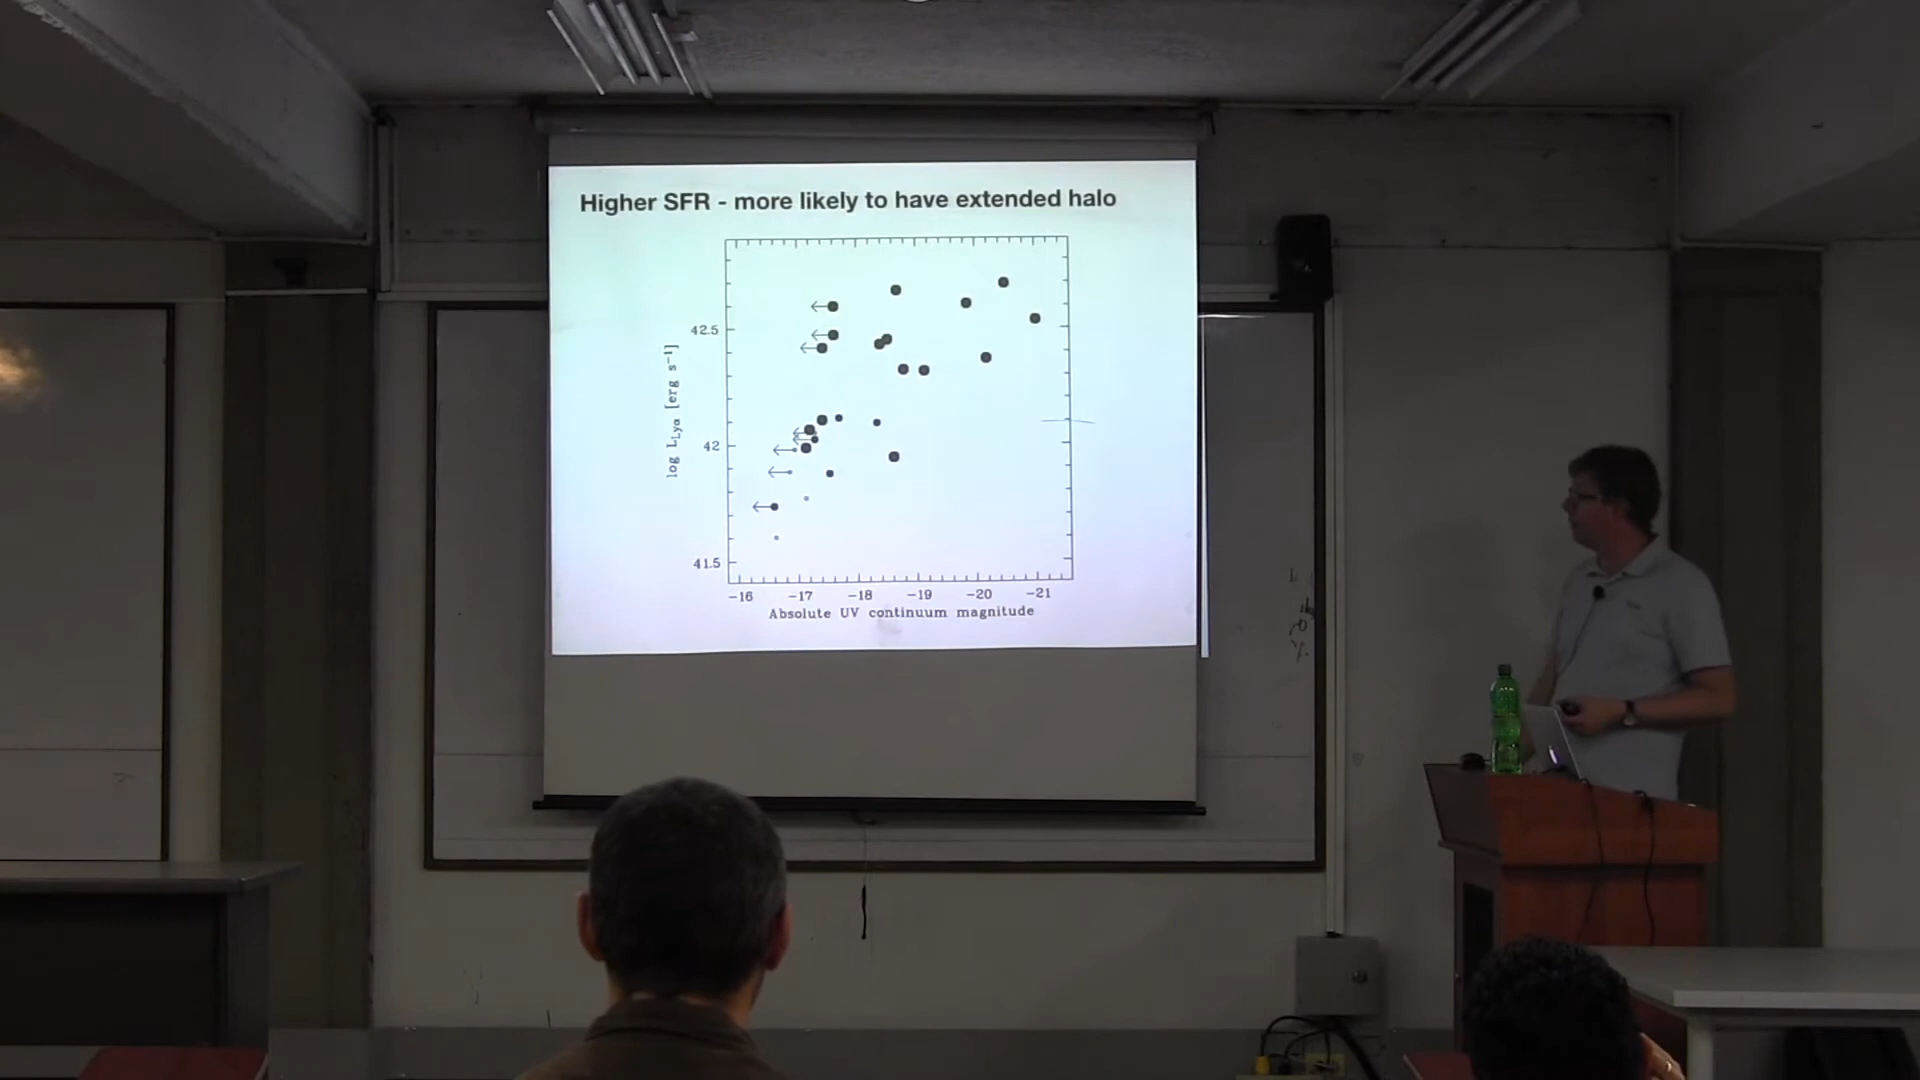 Higher SFR - more likely to have extended halo
42.5
42
41.5
log L_Lyα [erg s⁻¹]
−16 −17 −18 −19 −20 −21
Absolute UV continuum magnitude